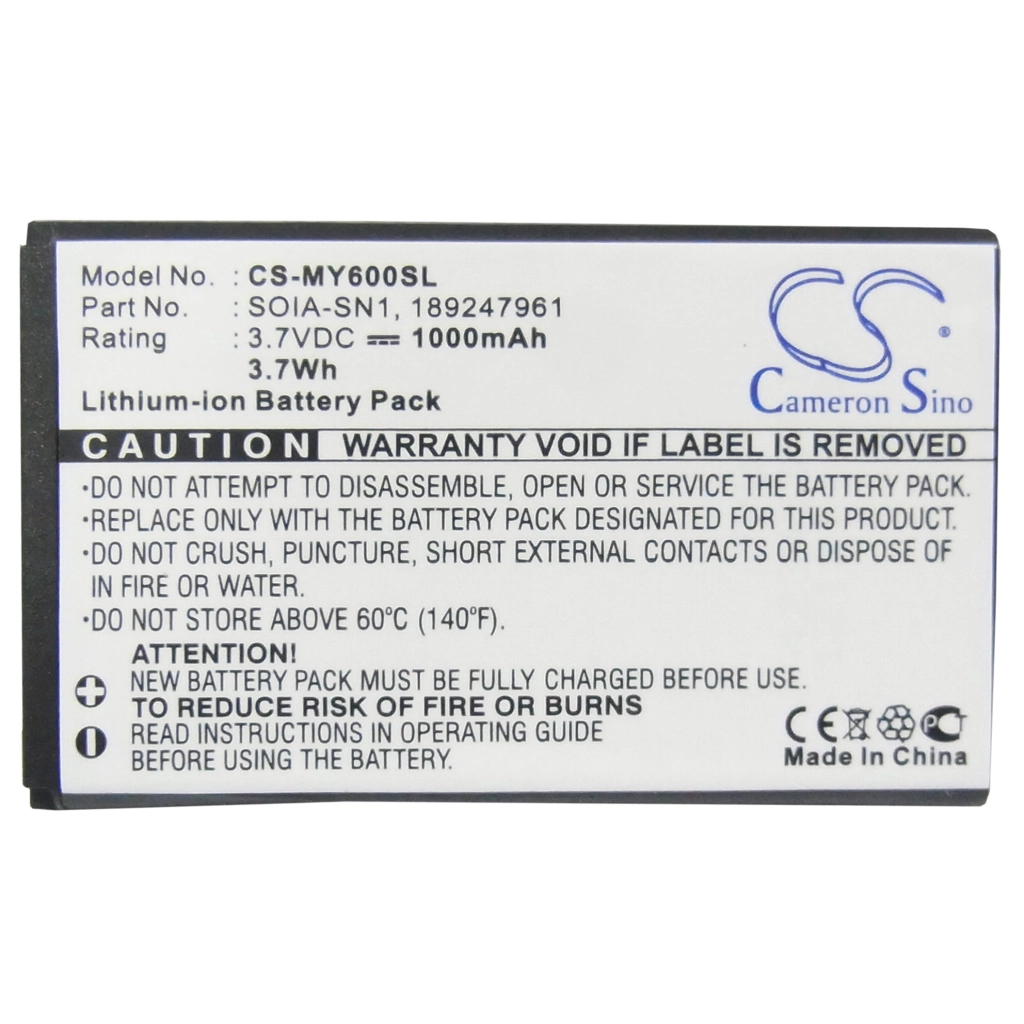 Model No. : CS-MY600SL
Part No. : SOIA-SN1, 189247961
Rating : 3.7VDC 1000mAh
3.7Wh
Lithium-ion Battery Pack
CS ®
Cameron Sino
CAUTION WARRANTY VOID IF LABEL IS REMOVED
·DO NOT ATTEMPT TO DISASSEMBLE, OPEN OR SERVICE THE BATTERY PACK.
·REPLACE ONLY WITH THE BATTERY PACK DESIGNATED FOR THIS PRODUCT.
·DO NOT CRUSH, PUNCTURE, SHORT EXTERNAL CONTACTS OR DISPOSE OF
IN FIRE OR WATER.
·DO NOT STORE ABOVE 60°C (140°F).
ATTENTION!
NEW BATTERY PACK MUST BE FULLY CHARGED BEFORE USE.
TO REDUCE RISK OF FIRE OR BURNS
READ INSTRUCTIONS IN OPERATING GUIDE
BEFORE USING THE BATTERY.
CE PCT
Made In China